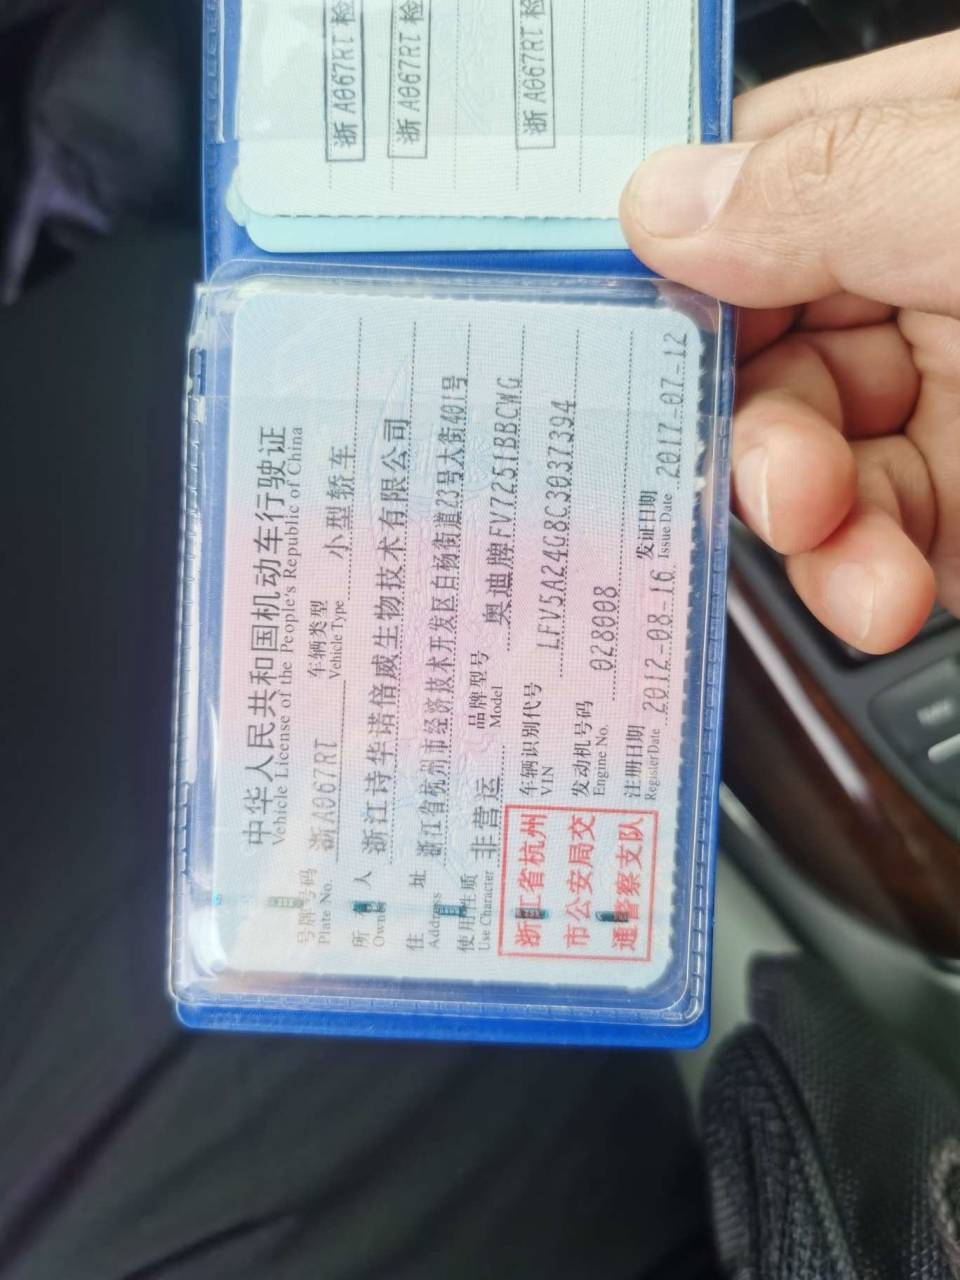 浙A067RI 检
浙A067RI 检
浙A067RI 检
中华人民共和国机动车行驶证
Vehicle License of the People's Republic of China
号牌号码 浙A067RI 车辆类型 小型轿车
Plate No. Vehicle Type
所有人 浙江诗华诺倍威生物技术有限公司
Owner
住址 浙江省杭州市经济技术开发区白杨街道23号大街401号
Address
使用性质 非营运 品牌型号 奥迪牌FV7251BBCWG
Use Character Model
车辆识别代号 LFV5A24G8C3037394
VIN
发动机号码 028008
Engine No.
注册日期 2012-08-16 发证日期 2017-07-12
Register Date Issue Date
浙江省杭州
市公安局交
通警察支队